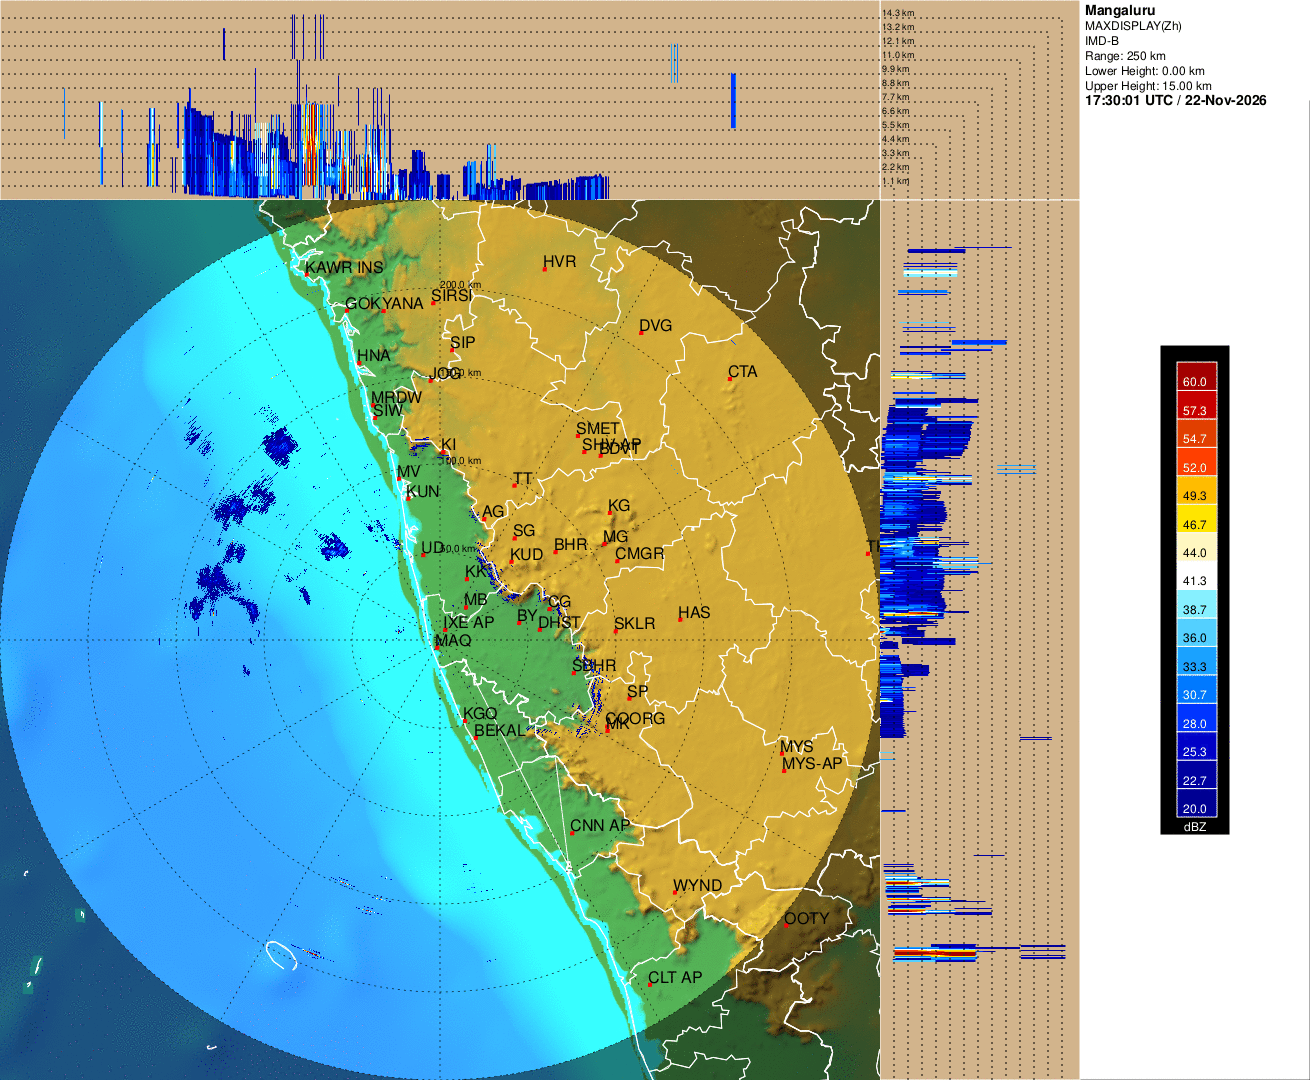 14.3 km
13.2 km
12.1 km
11.0 km
9.9 km
8.8 km
7.7 km
6.6 km
5.5 km
4.4 km
3.3 km
2.2 km
1.1 km
Mangaluru
MAXDISPLAY(Zh)
IMD-B
Range: 250 km
Lower Height: 0.00 km
Upper Height: 15.00 km
17:30:01 UTC / 22-Nov-2026
KAWR INS
HVR
200.0 km
SIRSI
GOKYANA
DVG
SIP
HNA
JOG
CTA
MRDW
SIW
SMET
SHV-AP
BDVT
KI
100.0 km
MV
TT
KUN
AG
KG
SG
MG
UD
50.0 km
KUD
BHR
CMGR
KK
MB
CG
IXE AP
BY
DHST
SKLR
HAS
MAQ
SBHR
SP
KGQ
COORG
MK
BEKAL
MYS
MYS-AP
CNN AP
WYND
OOTY
CLT AP
60.0
57.3
54.7
52.0
49.3
46.7
44.0
41.3
38.7
36.0
33.3
30.7
28.0
25.3
22.7
20.0
dBZ